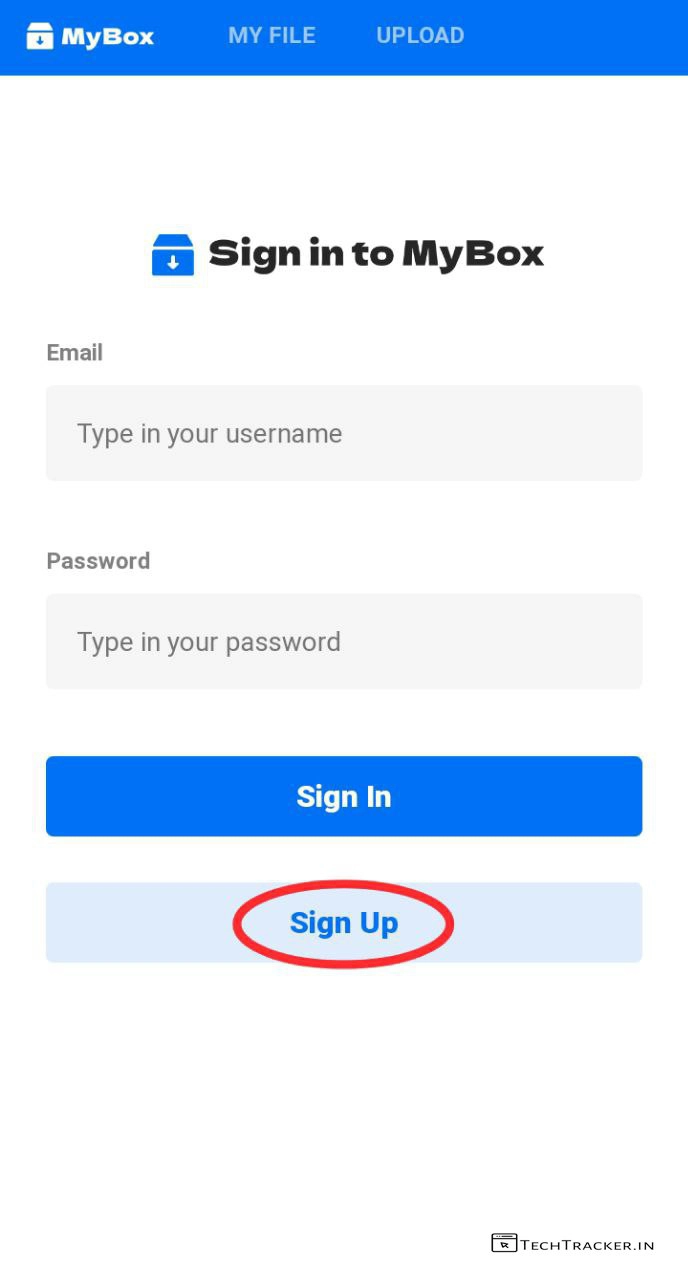 MyBox MY FILE UPLOAD
Sign in to MyBox
Email
Type in your username
Password
Type in your password
Sign In
Sign Up
TECHTRACKER.IN